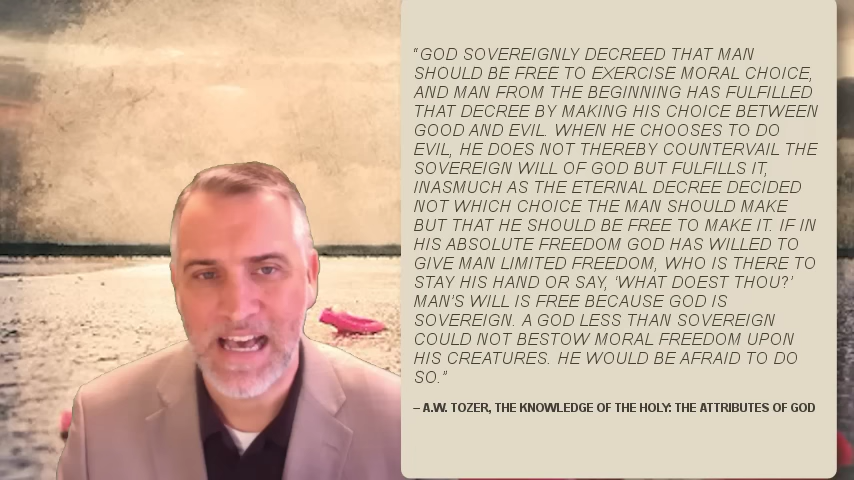 "GOD SOVEREIGNLY DECREED THAT MAN
SHOULD BE FREE TO EXERCISE MORAL CHOICE,
AND MAN FROM THE BEGINNING HAS FULFILLED
THAT DECREE BY MAKING HIS CHOICE BETWEEN
GOOD AND EVIL. WHEN HE CHOOSES TO DO
EVIL, HE DOES NOT THEREBY COUNTERVAIL THE
SOVEREIGN WILL OF GOD BUT FULFILLS IT,
INASMUCH AS THE ETERNAL DECREE DECIDED
NOT WHICH CHOICE THE MAN SHOULD MAKE
BUT THAT HE SHOULD BE FREE TO MAKE IT. IF IN
HIS ABSOLUTE FREEDOM GOD HAS WILLED TO
GIVE MAN LIMITED FREEDOM, WHO IS THERE TO
STAY HIS HAND OR SAY, 'WHAT DOEST THOU?'
MAN'S WILL IS FREE BECAUSE GOD IS
SOVEREIGN. A GOD LESS THAN SOVEREIGN
COULD NOT BESTOW MORAL FREEDOM UPON
HIS CREATURES. HE WOULD BE AFRAID TO DO
SO."
– A.W. TOZER, THE KNOWLEDGE OF THE HOLY: THE ATTRIBUTES OF GOD